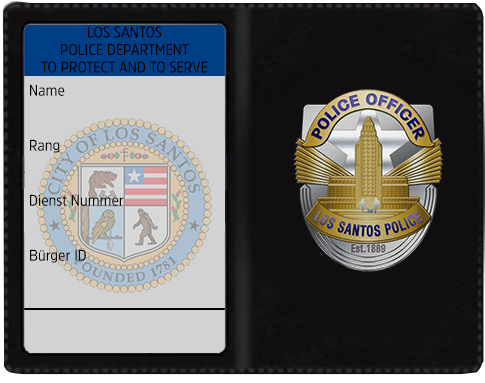 LOS SANTOS
POLICE DEPARTMENT
TO PROTECT AND TO SERVE
Name
Rang
Dienst Nummer
Bürger ID
CITY OF LOS SANTOS
FOUNDED 1781
POLICE OFFICER
LOS SANTOS POLICE
Est.1889